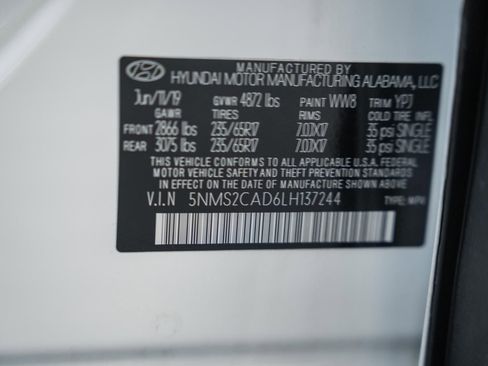 MANUFACTURED BY
HYUNDAI MOTOR MANUFACTURING ALABAMA, LLC
Jun/11/19 GVWR 4872 lbs PAINT WW8 TRIM YPJ
GAWR TIRES RIMS COLD TIRE INFL.
FRONT 2866 lbs 235/65R17 7.0JX17 35 psi SINGLE
REAR 3075 lbs 235/65R17 7.0JX17 35 psi SINGLE
THIS VEHICLE CONFORMS TO ALL APPLICABLE U.S.A. FEDERAL
MOTOR VEHICLE SAFETY STANDARDS IN
EFFECT ON THE DATE OF MANUFACTURE SHOWN ABOVE.
V.I.N 5NMS2CAD6LH137244
TYPE: MPV